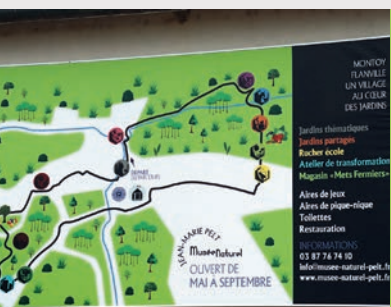 MONTOY
FLANVILLE
UN VILLAGE
AU CŒUR
DES JARDINS
Jardins thématiques
Jardins partagés
Rocher école
Atelier de transformation
Magasin «Mets Fermiers»
Aires de Jeux
Aires de pique-nique
Toilettes
Restauration
INFORMATIONS
03 87 76 74 10
info@musee-naturel-pelt.fr
www.musee-naturel-pelt.fr
JEAN-MARIE PELT
Musée Naturel
OUVERT DE
MAI À SEPTEMBRE